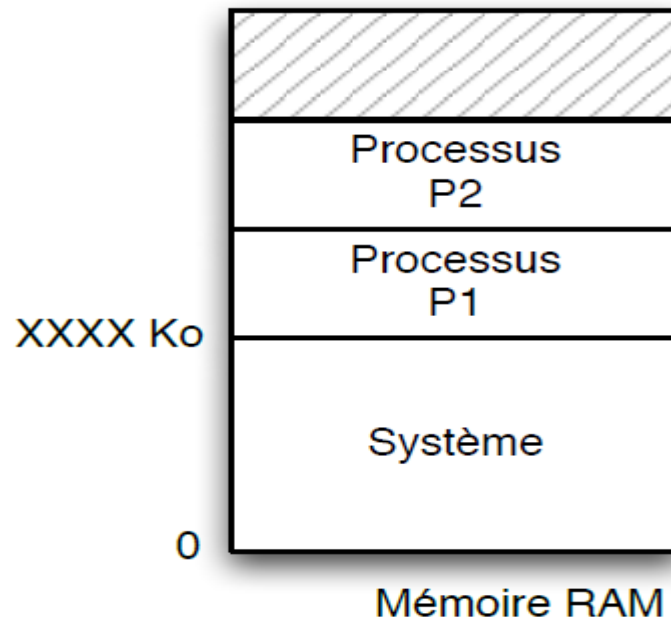 Processus
P2
Processus
P1
XXXX Ko
Système
0
Mémoire RAM